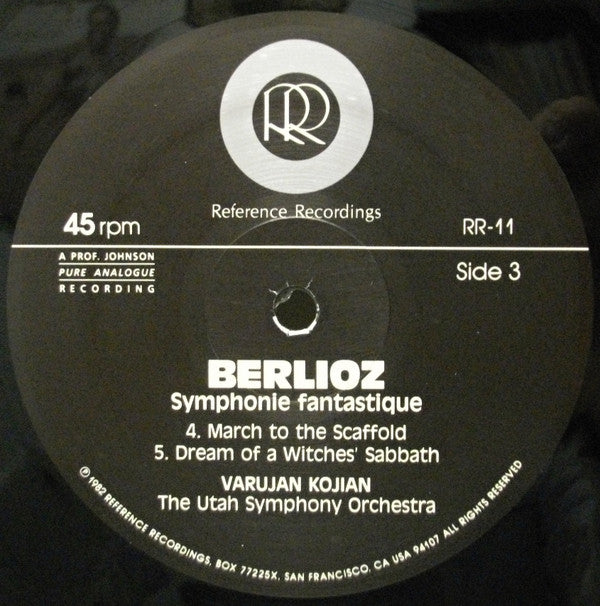 RR
Reference Recordings
45 rpm
RR-11
A PROF. JOHNSON
PURE ANALOGUE
RECORDING
Side 3
BERLIOZ
Symphonie fantastique
4. March to the Scaffold
5. Dream of a Witches' Sabbath
VARUJAN KOJIAN
The Utah Symphony Orchestra
℗1982 REFERENCE RECORDINGS, BOX 77225X, SAN FRANCISCO, CA USA 94107 ALL RIGHTS RESERVED